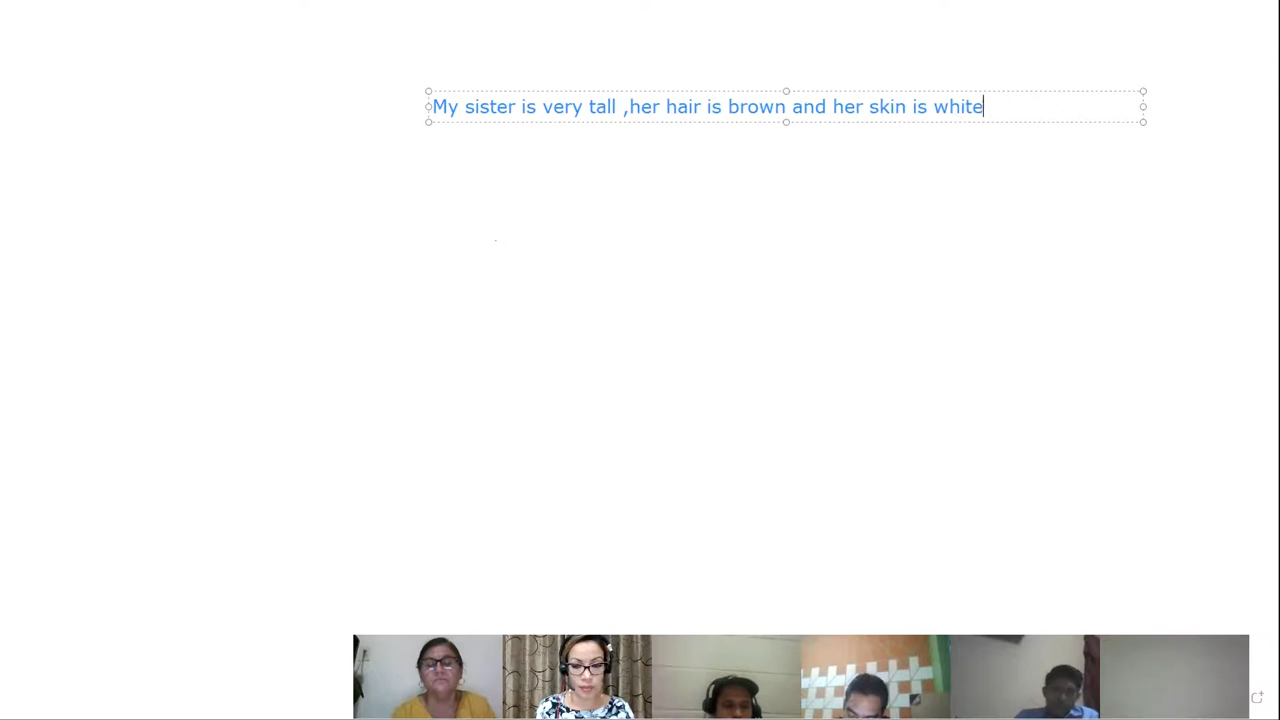 My sister is very tall ,her hair is brown and her skin is white